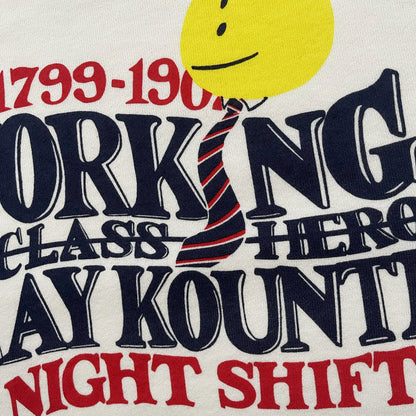 1799-190
ORKING
CLASS HERO
AY KOUNT
NIGHT SHIFT